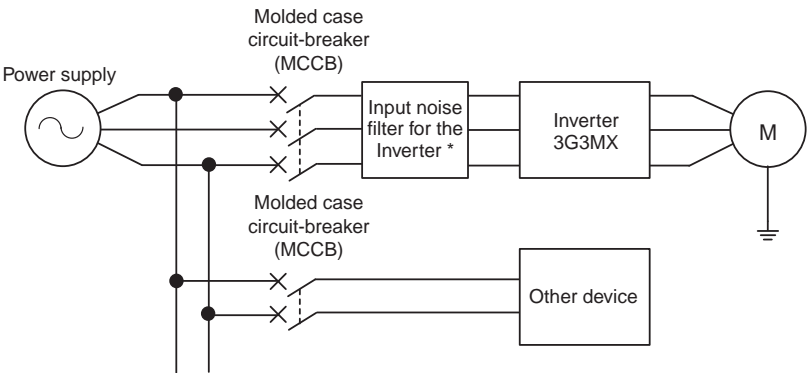 Molded case
circuit-breaker
(MCCB)
Power supply
Input noise
filter for the
Inverter *
Inverter
3G3MX
M
Molded case
circuit-breaker
(MCCB)
Other device